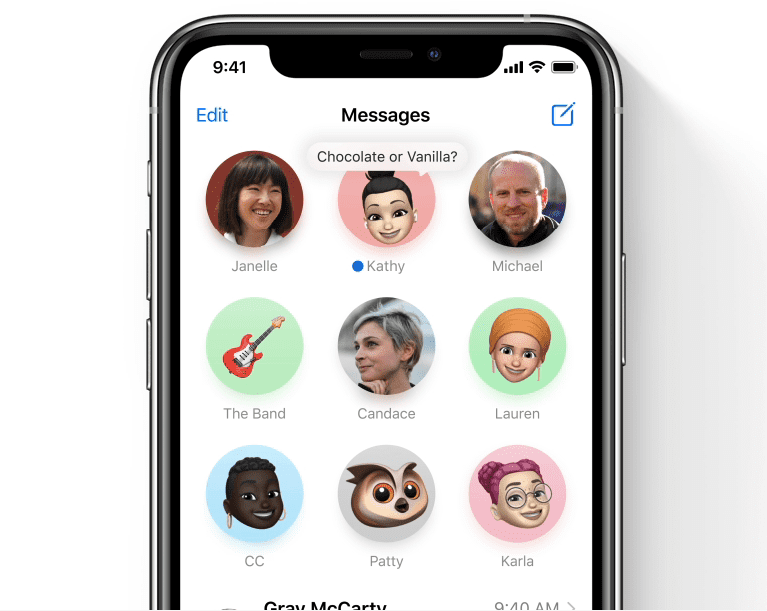 9:41
Edit
Messages
Chocolate or Vanilla?
Janelle
Kathy
Michael
The Band
Candace
Lauren
CC
Patty
Karla
Gray McCarty
9:40 AM